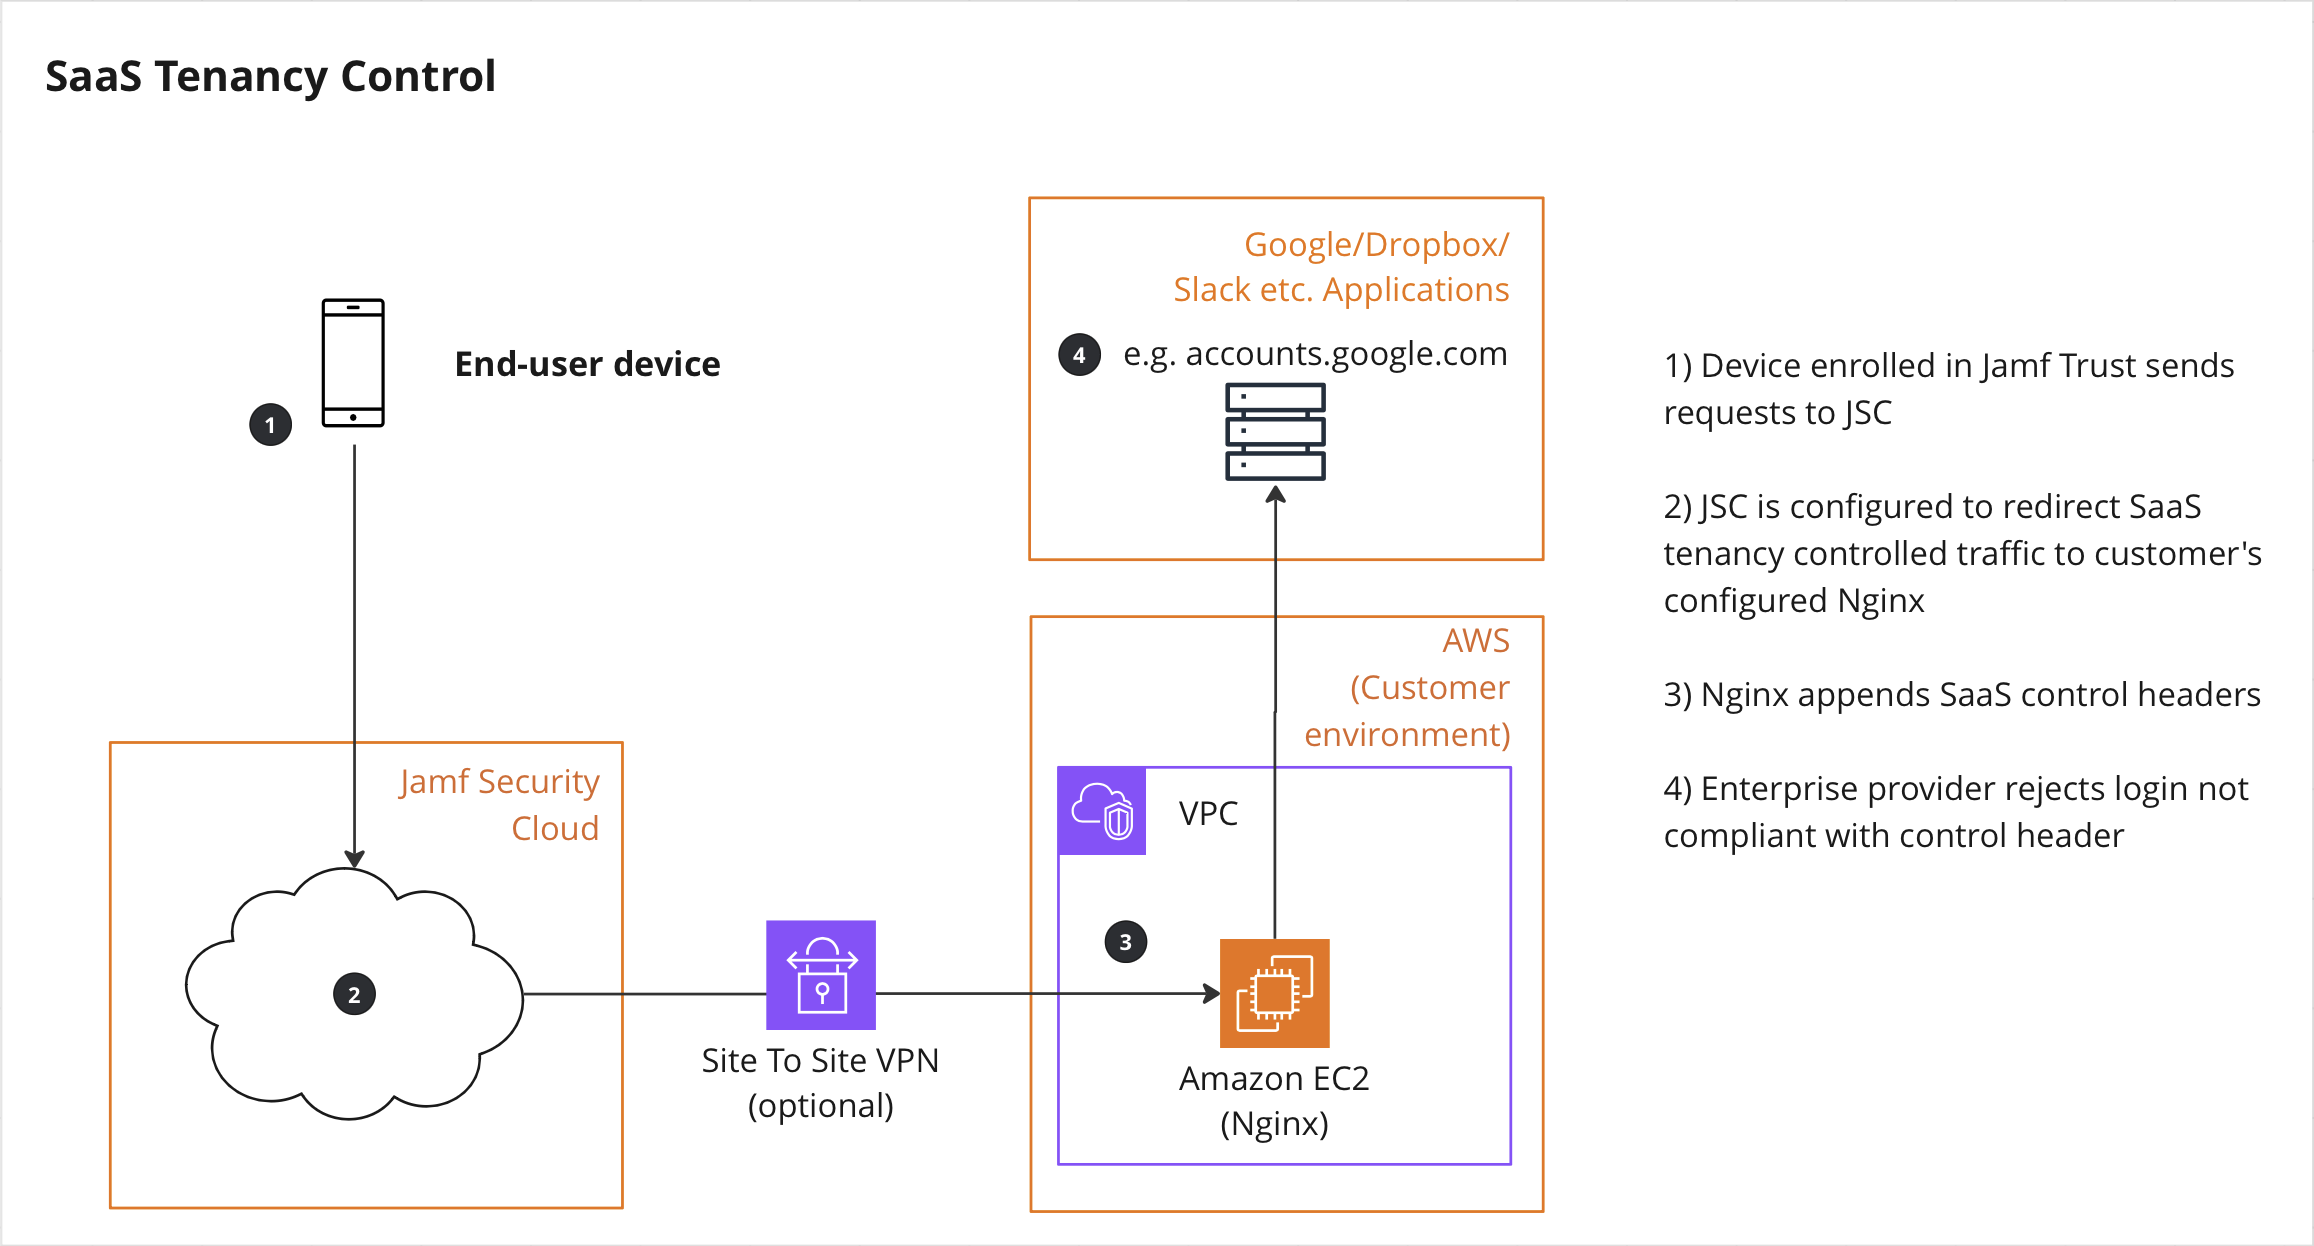 SaaS Tenancy Control
Google/Dropbox/
Slack etc. Applications
4 e.g. accounts.google.com
End-user device
1
1) Device enrolled in Jamf Trust sends
requests to JSC
2) JSC is configured to redirect SaaS
tenancy controlled traffic to customer's
configured Nginx
3) Nginx appends SaaS control headers
4) Enterprise provider rejects login not
compliant with control header
AWS
(Customer
environment)
Jamf Security
Cloud
VPC
2
3
Site To Site VPN
(optional)
Amazon EC2
(Nginx)